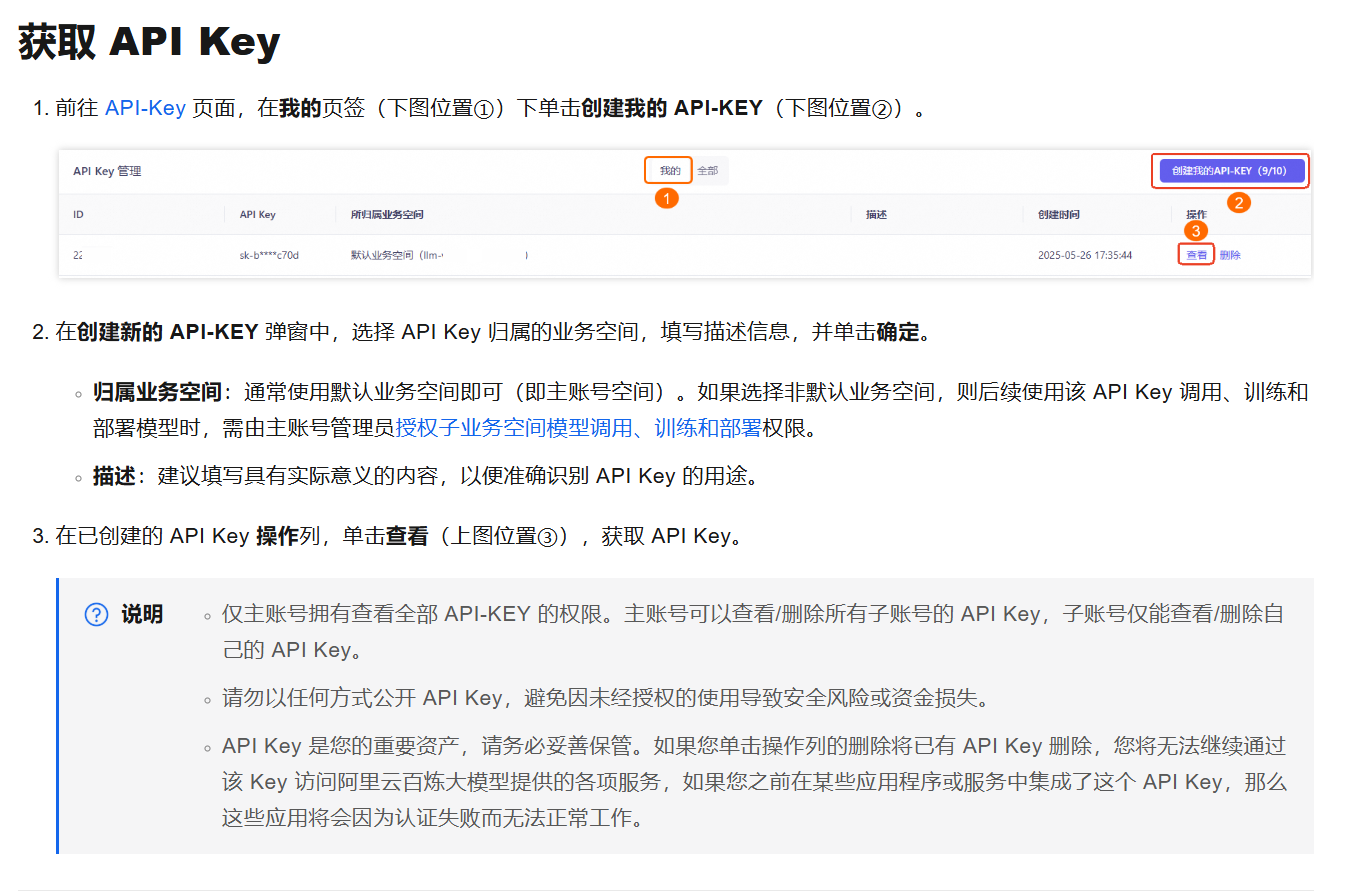 获取 API Key
1. 前往 API-Key 页面，在我的页签（下图位置①）下单击创建我的 API-KEY（下图位置②）。
API Key 管理
我的 全部
创建我的API-KEY（9/10）
1
2
ID API Key 所归属业务空间 描述 创建时间 操作
3
22 sk-b****c70d 默认业务空间（llm- ） 2025-05-26 17:35:44 查看 删除
2. 在创建新的 API-KEY 弹窗中，选择 API Key 归属的业务空间，填写描述信息，并单击确定。
归属业务空间：通常使用默认业务空间即可（即主账号空间）。如果选择非默认业务空间，则后续使用该 API Key 调用、训练和
部署模型时，需由主账号管理员授权子业务空间模型调用、训练和部署权限。
描述：建议填写具有实际意义的内容，以便准确识别 API Key 的用途。
3. 在已创建的 API Key 操作列，单击查看（上图位置③），获取 API Key。
说明
仅主账号拥有查看全部 API-KEY 的权限。主账号可以查看/删除所有子账号的 API Key，子账号仅能查看/删除自
己的 API Key。
请勿以任何方式公开 API Key，避免因未经授权的使用导致安全风险或资金损失。
API Key 是您的重要资产，请务必妥善保管。如果您单击操作列的删除将已有 API Key 删除，您将无法继续通过
该 Key 访问阿里云百炼大模型提供的各项服务，如果您之前在某些应用程序或服务中集成了这个 API Key，那么
这些应用将会因为认证失败而无法正常工作。